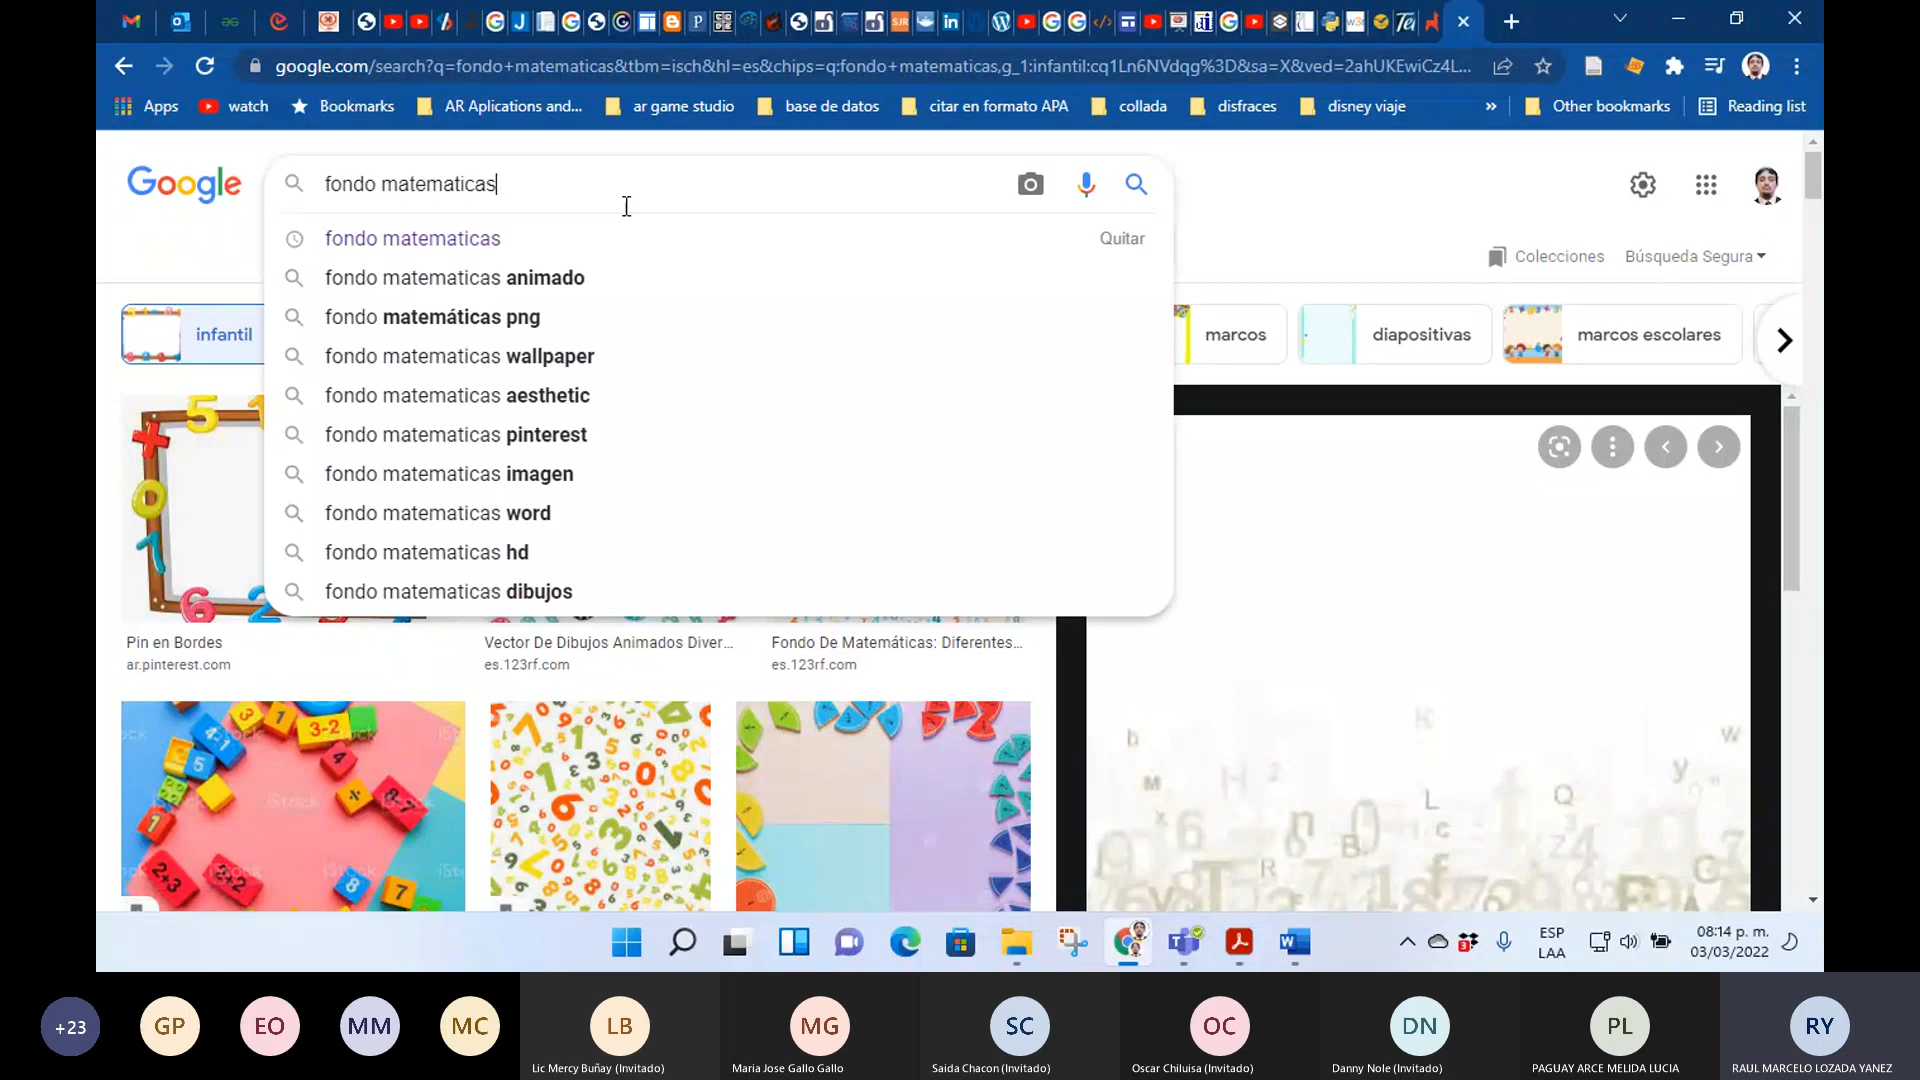 google.com/search?q=fondo+matematicas&tbm=isch&hl=es&chips=q:fondo+matematicas,g_1:infantil:cq1Ln6NVdqg%3D&sa=X&ved=2ahUKEwiCz4L...
Apps watch Bookmarks AR Aplications and... ar game studio base de datos citar en formato APA collada disfraces disney viaje » Other bookmarks Reading list
Google
fondo matematicas
fondo matematicas Quitar
fondo matematicas animado
fondo matemáticas png
fondo matematicas wallpaper
fondo matematicas aesthetic
fondo matematicas pinterest
fondo matematicas imagen
fondo matematicas word
fondo matematicas hd
fondo matematicas dibujos
Colecciones Búsqueda Segura
infantil marcos diapositivas marcos escolares
Pin en Bordes
ar.pinterest.com
Vector De Dibujos Animados Diver...
es.123rf.com
Fondo De Matemáticas: Diferentes...
es.123rf.com
ESP
LAA
08:14 p. m.
03/03/2022
+23 GP EO MM MC LB MG SC OC DN PL RY
Lic Mercy Buñay (Invitado) Maria Jose Gallo Gallo Saida Chacon (Invitado) Oscar Chiluisa (Invitado) Danny Nole (Invitado) PAGUAY ARCE MELIDA LUCIA RAUL MARCELO LOZADA YANEZ